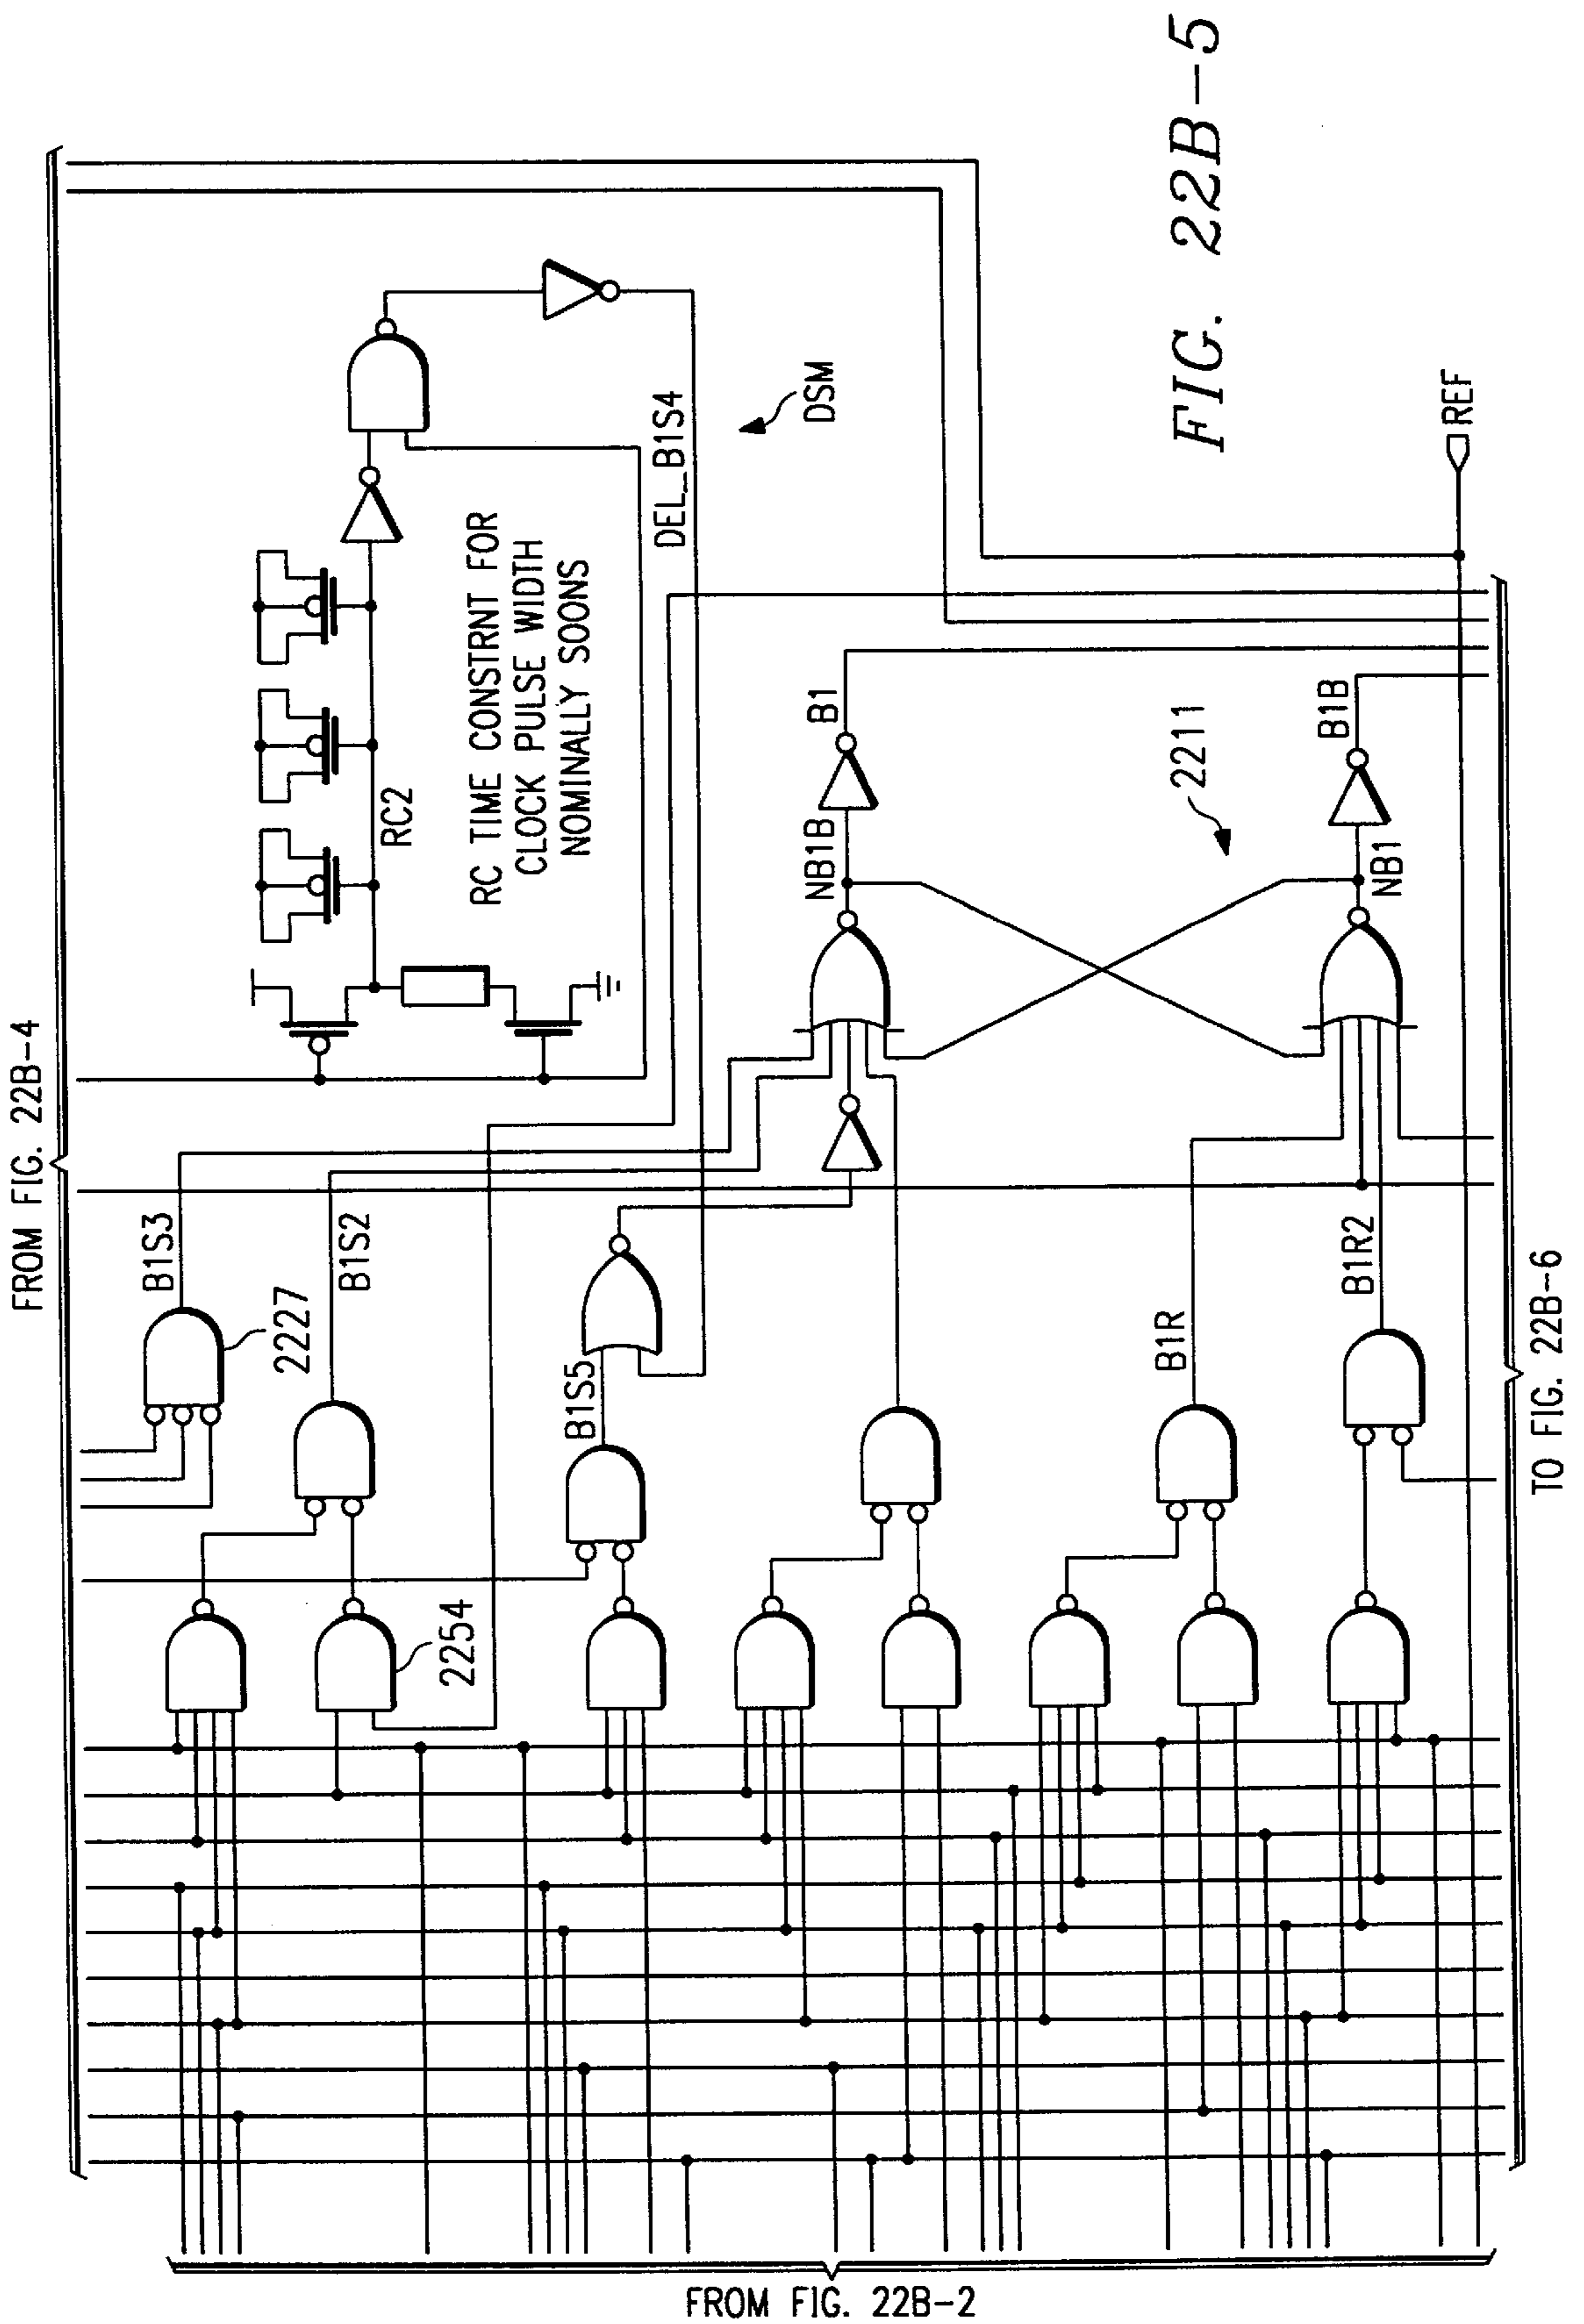 FROM FIG. 22B-4
B1S3
2227
B1S2
2254
B1S5
RC2
RC TIME CONSTRNT FOR
CLOCK PULSE WIDTH
NOMINALLY SOONS
DEL_B1S4
DSM
NB1B
B1
2211
NB1
B1B
B1R
B1R2
REF
FROM FIG. 22B-2
TO FIG. 22B-6
FIG. 22B-5